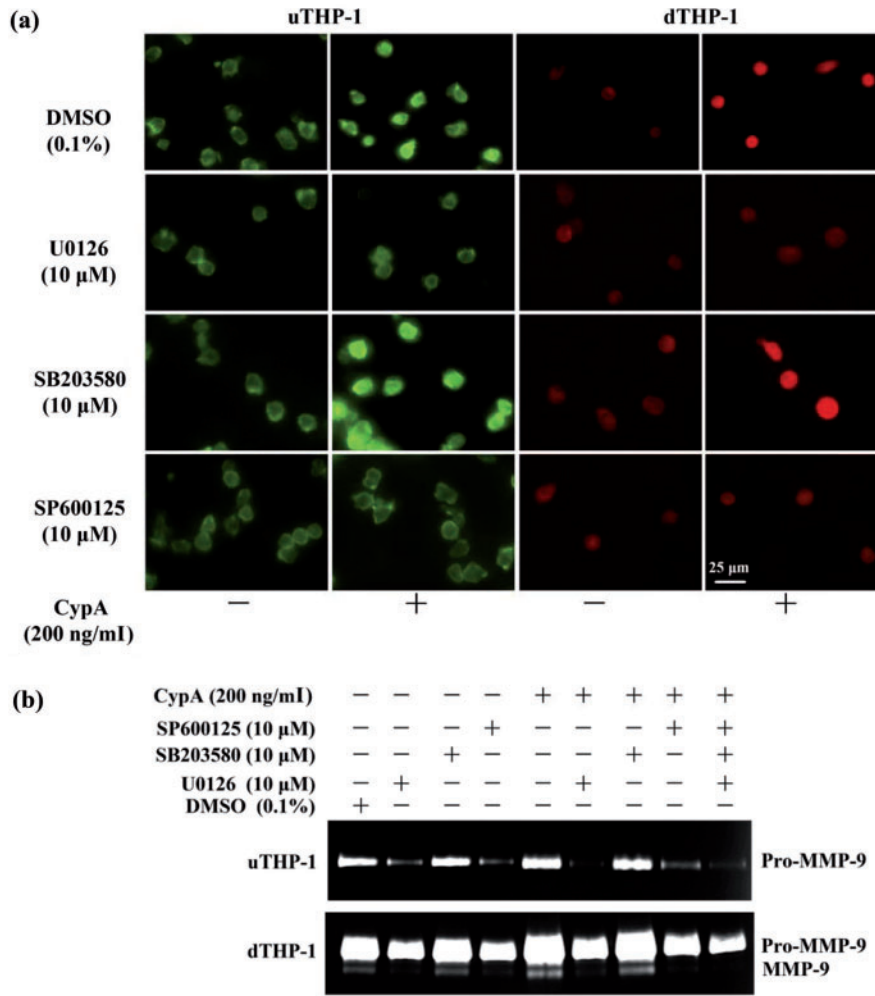 (a)
uTHP-1 dTHP-1
DMSO
(0.1%)
U0126
(10 µM)
SB203580
(10 µM)
SP600125
(10 µM)
25 µm
CypA
(200 ng/mI)
− + − +
(b)
CypA (200 ng/mI) − − − − + + + + +
SP600125 (10 µM) − − − + − − − + +
SB203580 (10 µM) − − + − − − + − +
U0126 (10 µM) − + − − − + − − +
DMSO (0.1%) + − − − − − − − −
uTHP-1 Pro-MMP-9
dTHP-1 Pro-MMP-9
MMP-9